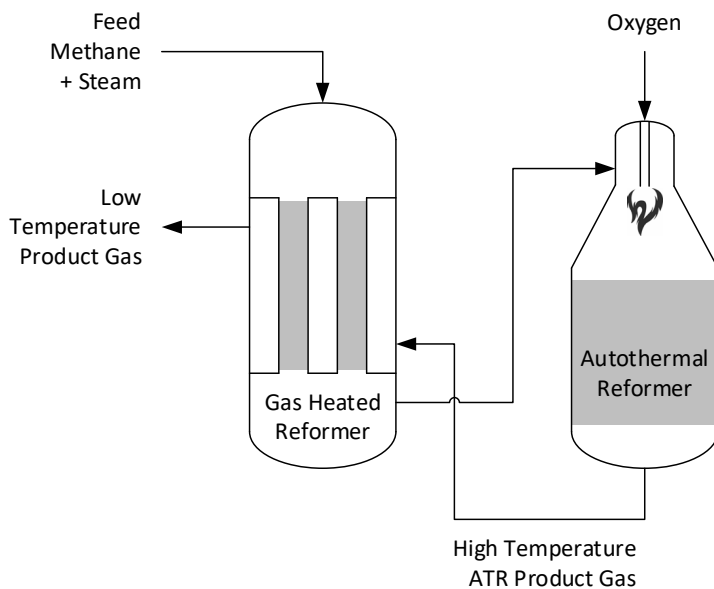 Feed
Methane
+ Steam
Oxygen
Low
Temperature
Product Gas
Gas Heated
Reformer
Autothermal
Reformer
High Temperature
ATR Product Gas